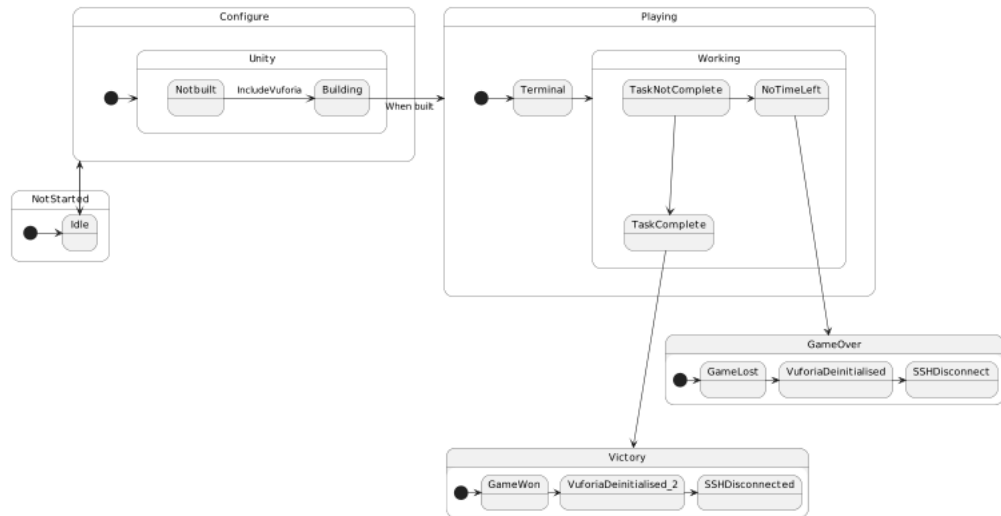 Configure
Playing
Unity
Working
Notbuilt
IncludeVuforia
Building
When built
Terminal
TaskNotComplete
NoTimeLeft
NotStarted
Idle
TaskComplete
GameOver
GameLost
VuforiaDeinitialised
SSHDisconnect
Victory
GameWon
VuforiaDeinitialised_2
SSHDisconnected